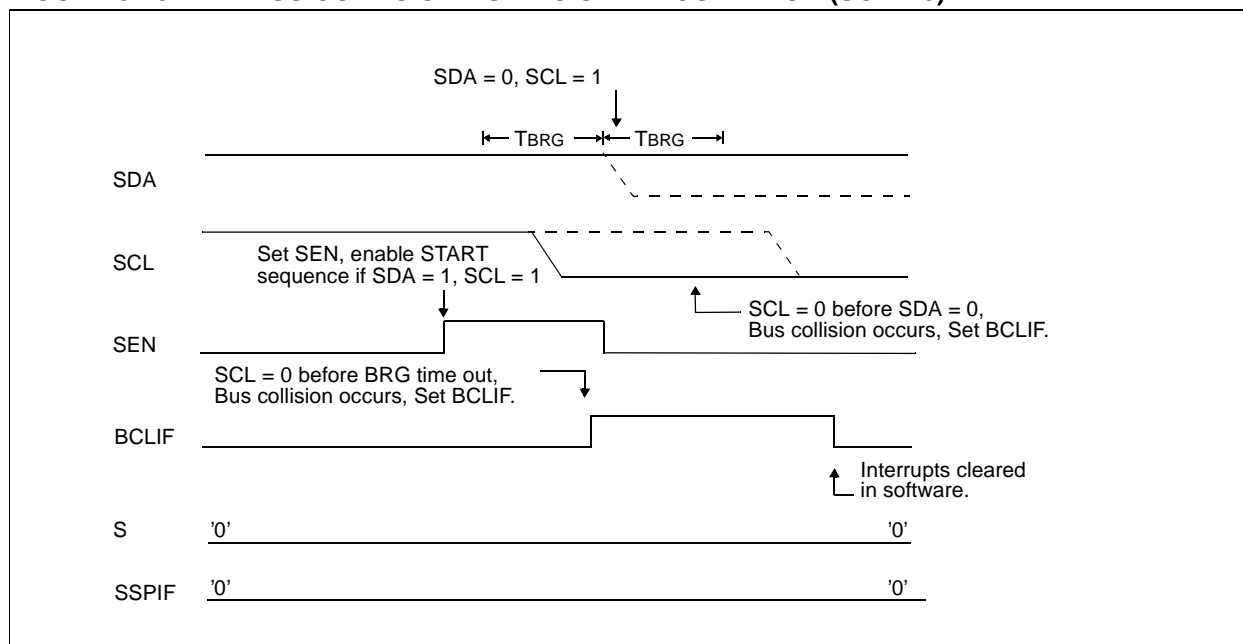 SDA = 0, SCL = 1
TBRG TBRG
SDA
SCL
Set SEN, enable START
sequence if SDA = 1, SCL = 1
SCL = 0 before SDA = 0,
Bus collision occurs, Set BCLIF.
SEN
SCL = 0 before BRG time out,
Bus collision occurs, Set BCLIF.
BCLIF
Interrupts cleared
in software.
S '0' '0'
SSPIF '0' '0'